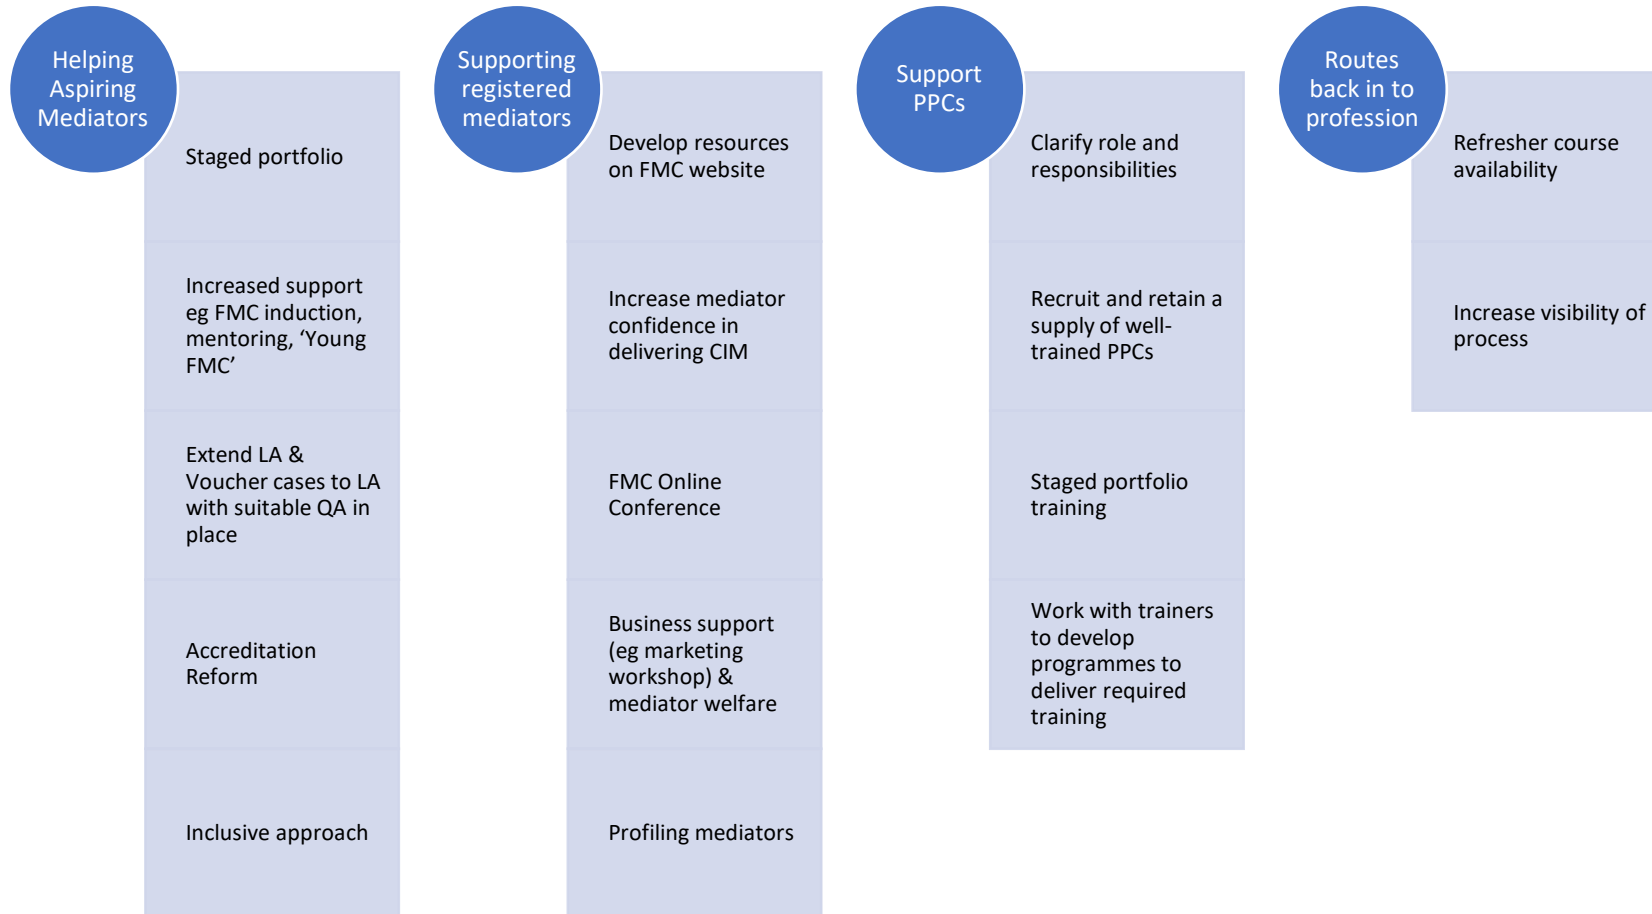 Helping
Aspiring
Mediators
Staged portfolio
Increased support
eg FMC induction,
mentoring, ‘Young
FMC’
Extend LA &
Voucher cases to LA
with suitable QA in
place
Accreditation
Reform
Inclusive approach
Supporting
registered
mediators
Develop resources
on FMC website
Increase mediator
confidence in
delivering CIM
FMC Online
Conference
Business support
(eg marketing
workshop) &
mediator welfare
Profiling mediators
Support
PPCs
Clarify role and
responsibilities
Recruit and retain a
supply of well-
trained PPCs
Staged portfolio
training
Work with trainers
to develop
programmes to
deliver required
training
Routes
back in to
profession
Refresher course
availability
Increase visibility of
process